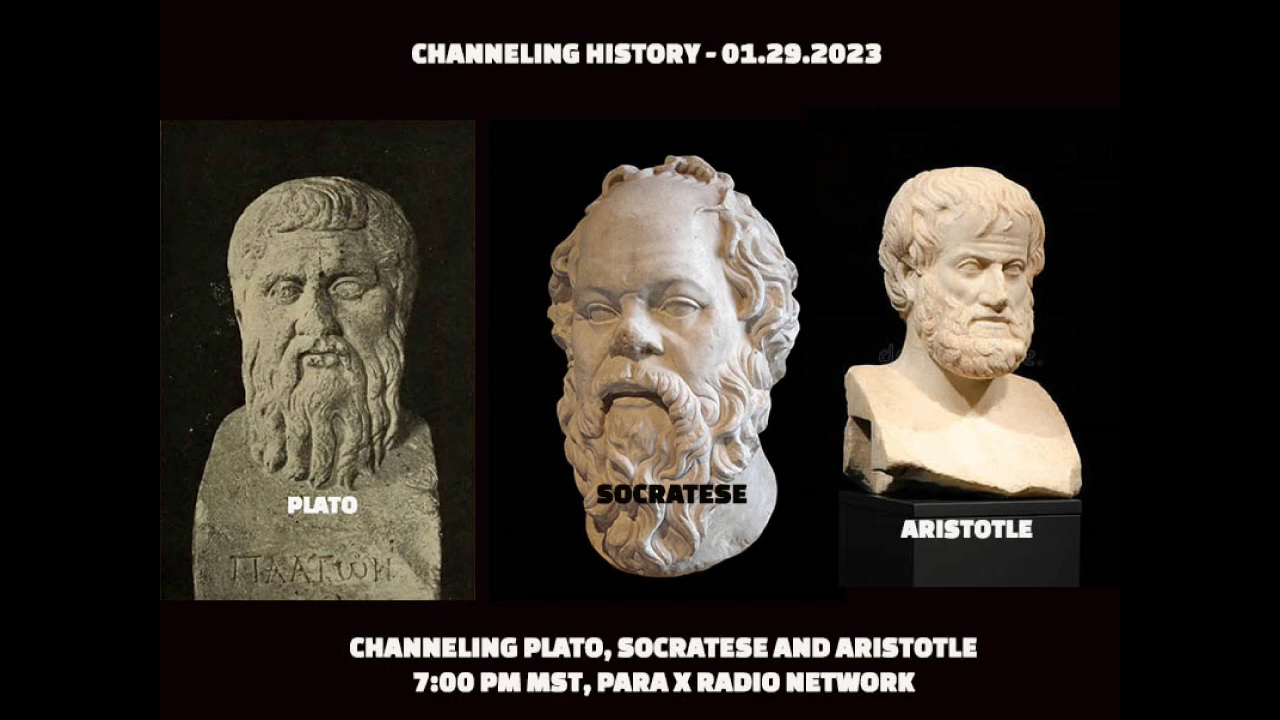 CHANNELING HISTORY - 01.29.2023
PLATO
SOCRATESE
ARISTOTLE
ΠΛΑΤωΝ
CHANNELING PLATO, SOCRATESE AND ARISTOTLE
7:00 PM MST, PARA X RADIO NETWORK